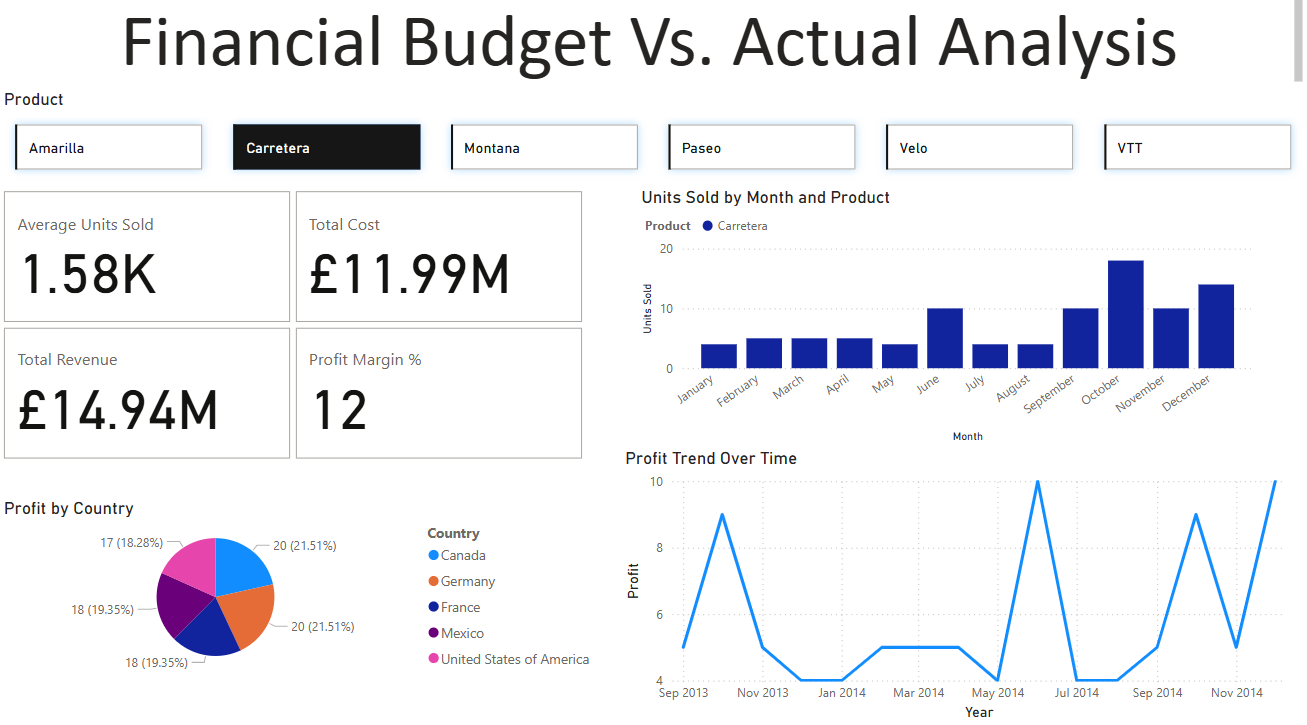 Financial Budget Vs. Actual Analysis
Product
Amarilla
Carretera
Montana
Paseo
Velo
VTT
Average Units Sold
1.58K
Total Cost
£11.99M
Total Revenue
£14.94M
Profit Margin %
12
Units Sold by Month and Product
Product Carretera
20
10
0
Units Sold
January February March April May June July August September October November December
Month
Profit by Country
17 (18.28%)
20 (21.51%)
18 (19.35%)
20 (21.51%)
18 (19.35%)
Country
Canada
Germany
France
Mexico
United States of America
Profit Trend Over Time
10
8
6
4
Profit
Sep 2013 Nov 2013 Jan 2014 Mar 2014 May 2014 Jul 2014 Sep 2014 Nov 2014
Year